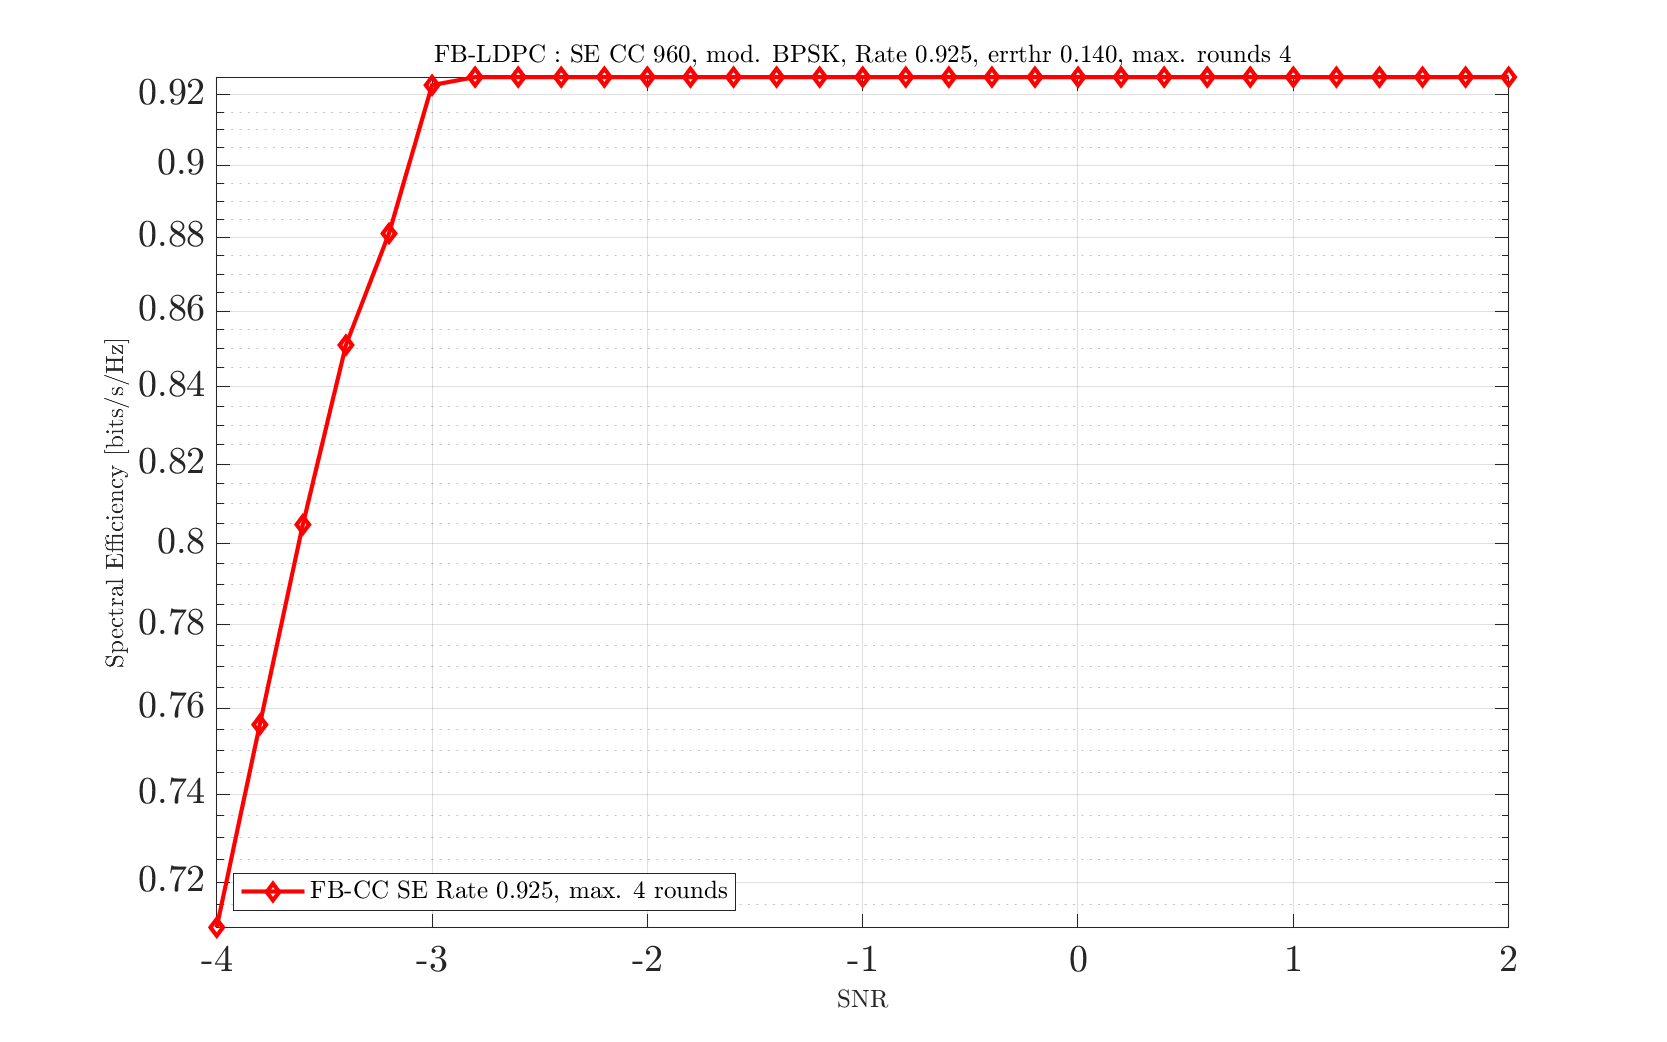 FB-LDPC : SE CC 960, mod. BPSK, Rate 0.925, errthr 0.140, max. rounds 4
0.92
0.9
0.88
0.86
0.84
0.82
0.8
0.78
0.76
0.74
0.72
Spectral Efficiency [bits/s/Hz]
FB-CC SE Rate 0.925, max. 4 rounds
-4 -3 -2 -1 0 1 2
SNR